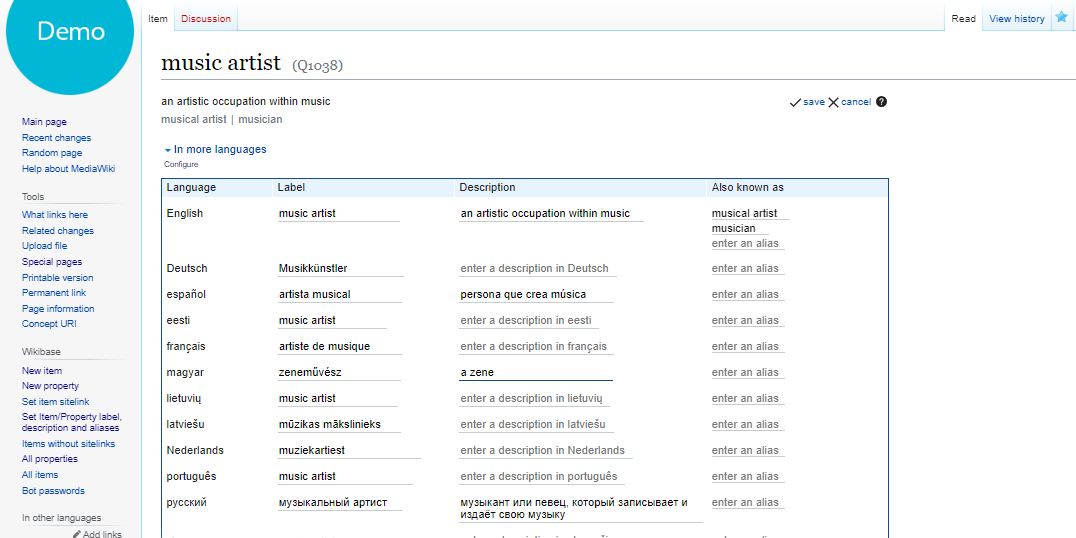 Demo
Item
Discussion
Read
View history
music artist (Q1038)
an artistic occupation within music
musical artist | musician
save cancel ?
In more languages
Configure
Main page
Recent changes
Random page
Help about MediaWiki
Tools
What links here
Related changes
Upload file
Special pages
Printable version
Permanent link
Page information
Concept URI
Wikibase
New item
New property
Set item sitelink
Set Item/Property label,
description and aliases
Items without sitelinks
All properties
All items
Bot passwords
In other languages
Add links
Language Label Description Also known as
English music artist an artistic occupation within music musical artist
musician
enter an alias
Deutsch Musikkünstler enter a description in Deutsch enter an alias
español artista musical persona que crea música enter an alias
eesti music artist enter a description in eesti enter an alias
français artiste de musique enter a description in français enter an alias
magyar zeneművész a zene enter an alias
lietuvių music artist enter a description in lietuvių enter an alias
latviešu mūzikas mākslinieks enter a description in latviešu enter an alias
Nederlands muziekartiest enter a description in Nederlands enter an alias
português music artist enter a description in português enter an alias
русский музыкальный артист музыкант или певец, который записывает и enter an alias
издаёт свою музыку